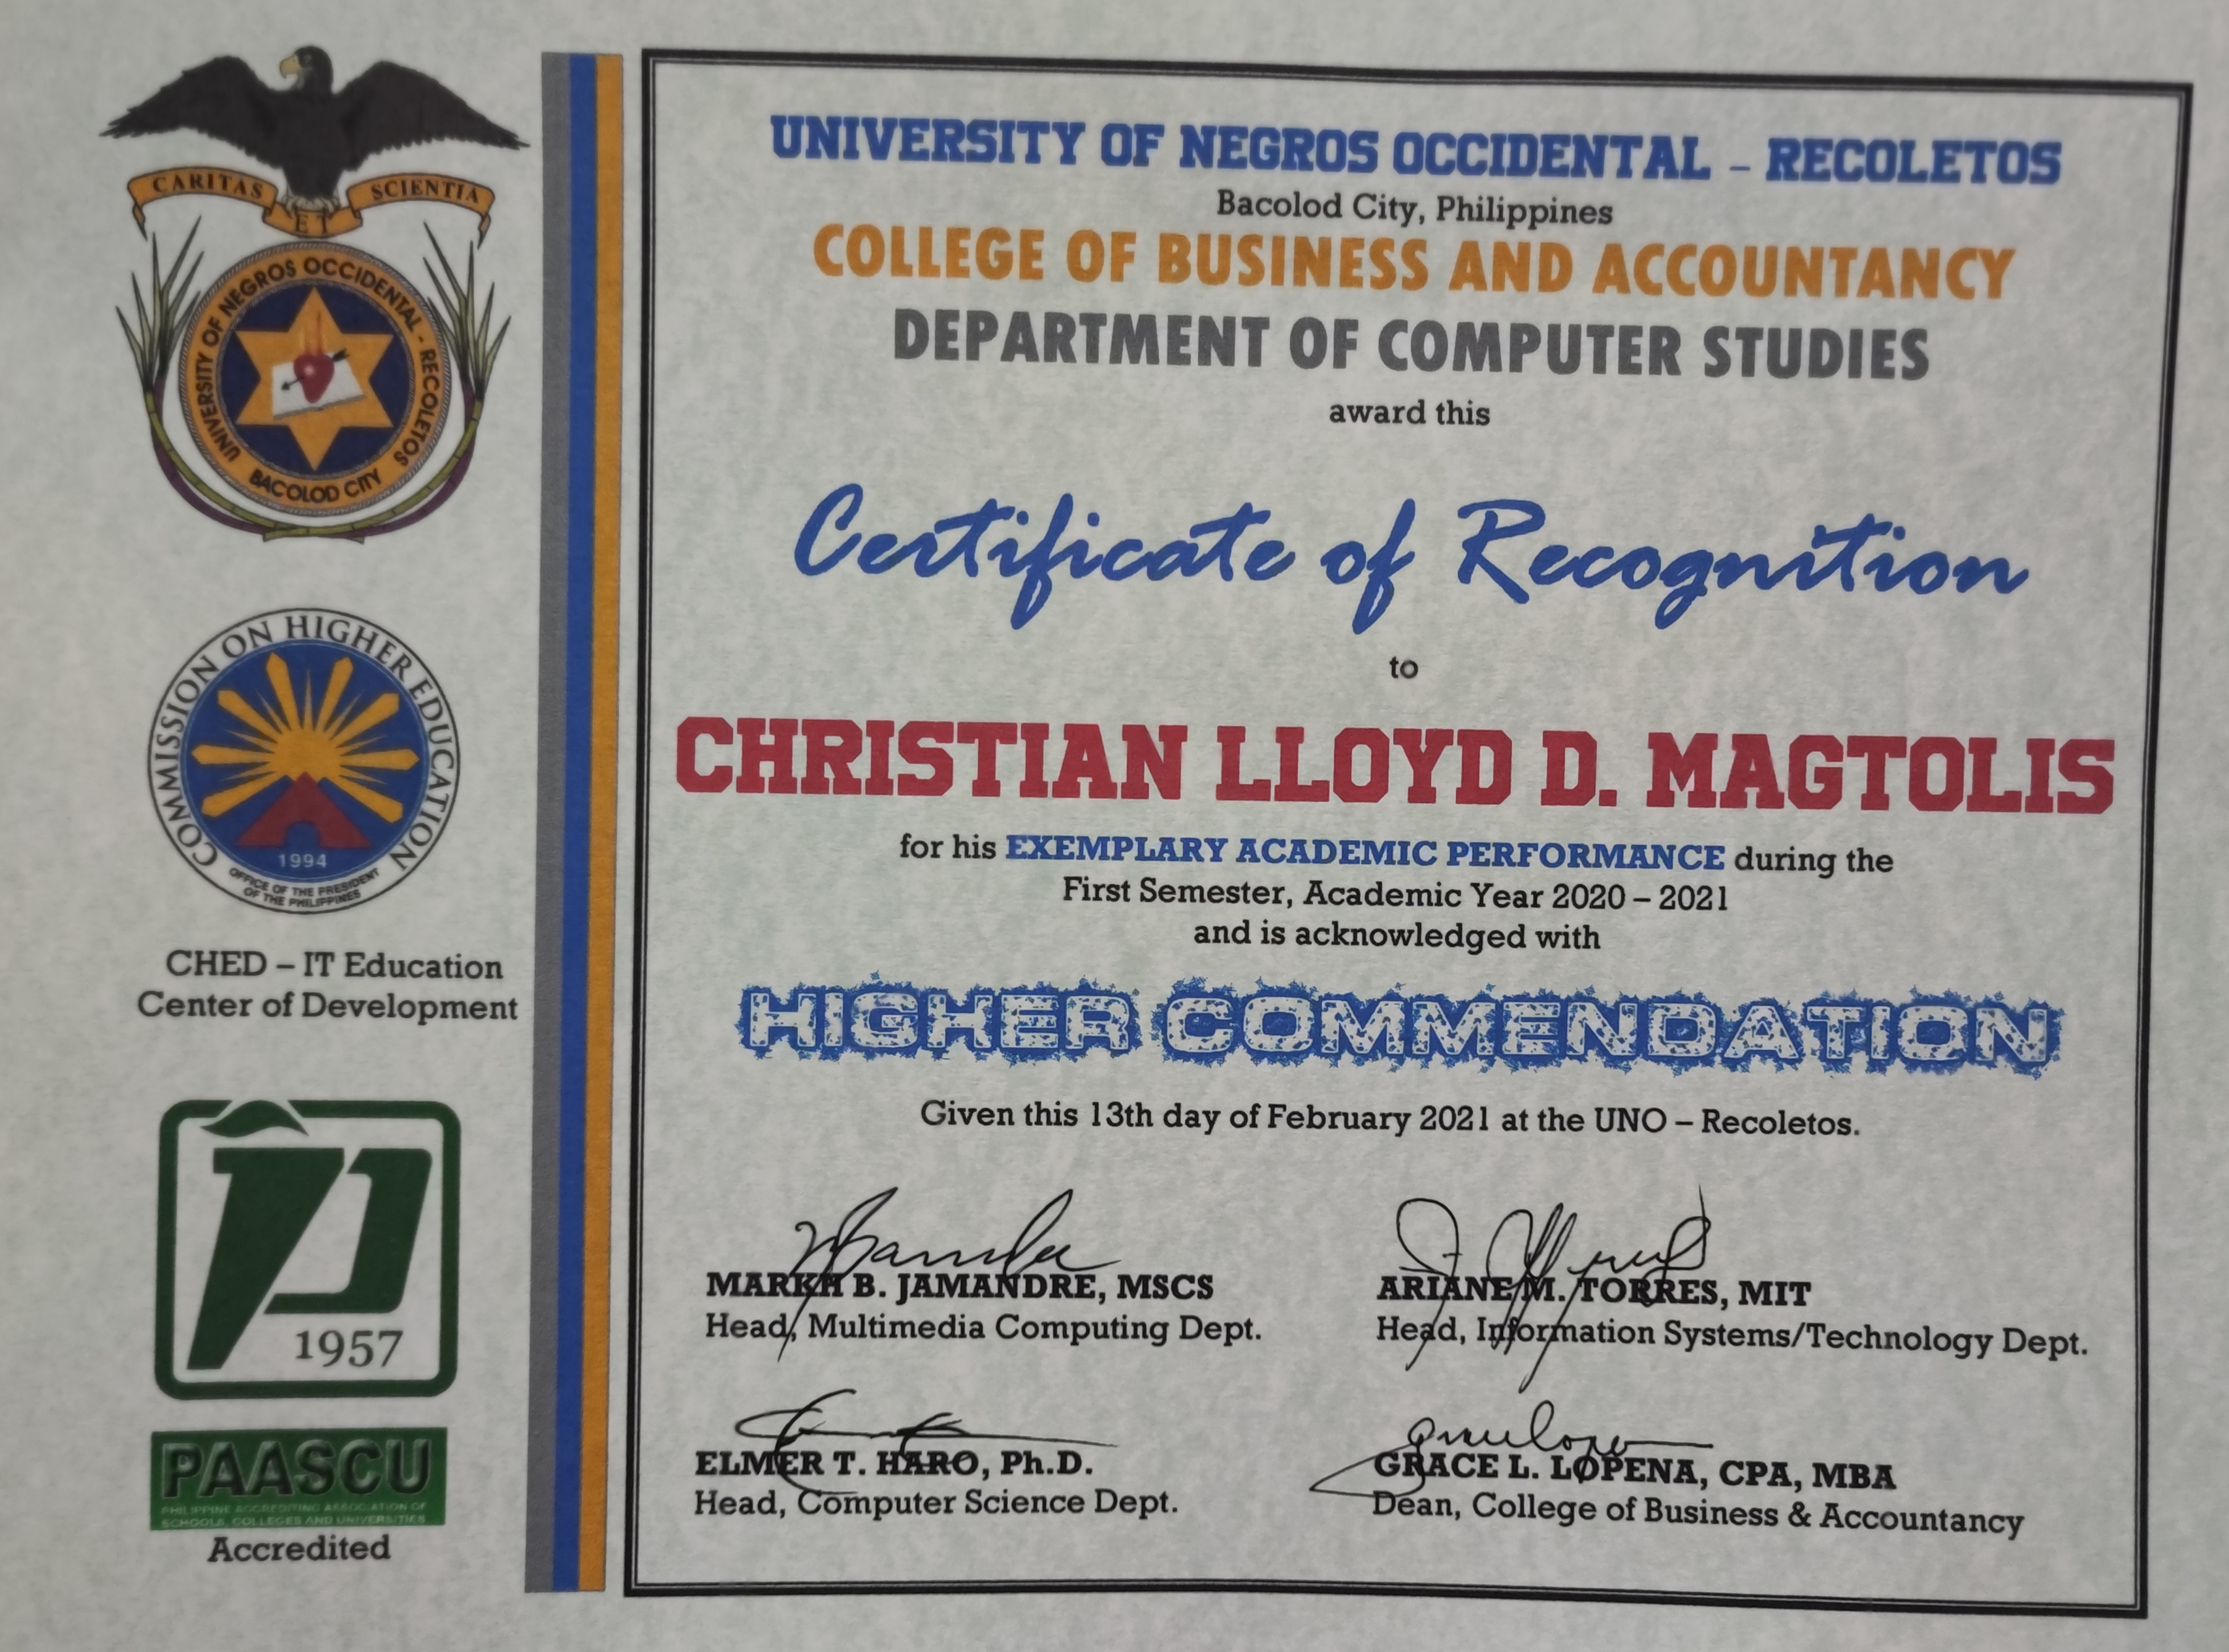 CARITAS ET SCIENTIA
UNIVERSITY OF NEGROS OCCIDENTAL - RECOLETOS
BACOLOD CITY
COMMISSION ON HIGHER EDUCATION
1994
OFFICE OF THE PRESIDENT
OF THE PHILIPPINES
CHED – IT Education
Center of Development
1957
PAASCU
PHILIPPINE ACCREDITING ASSOCIATION OF
SCHOOLS, COLLEGES AND UNIVERSITIES
Accredited
UNIVERSITY OF NEGROS OCCIDENTAL – RECOLETOS
Bacolod City, Philippines
COLLEGE OF BUSINESS AND ACCOUNTANCY
DEPARTMENT OF COMPUTER STUDIES
award this
Certificate of Recognition
to
CHRISTIAN LLOYD D. MAGTOLIS
for his EXEMPLARY ACADEMIC PERFORMANCE during the
First Semester, Academic Year 2020 – 2021
and is acknowledged with
HIGHER COMMENDATION
Given this 13th day of February 2021 at the UNO – Recoletos.
B. JAMANDRE, MSCS
Head, Multimedia Computing Dept.
ARIANE M. TORRES, MIT
Head, Information Systems/Technology Dept.
ELMER T. HARO, Ph.D.
Head, Computer Science Dept.
GRACE L. LOPENA, CPA, MBA
Dean, College of Business & Accountancy